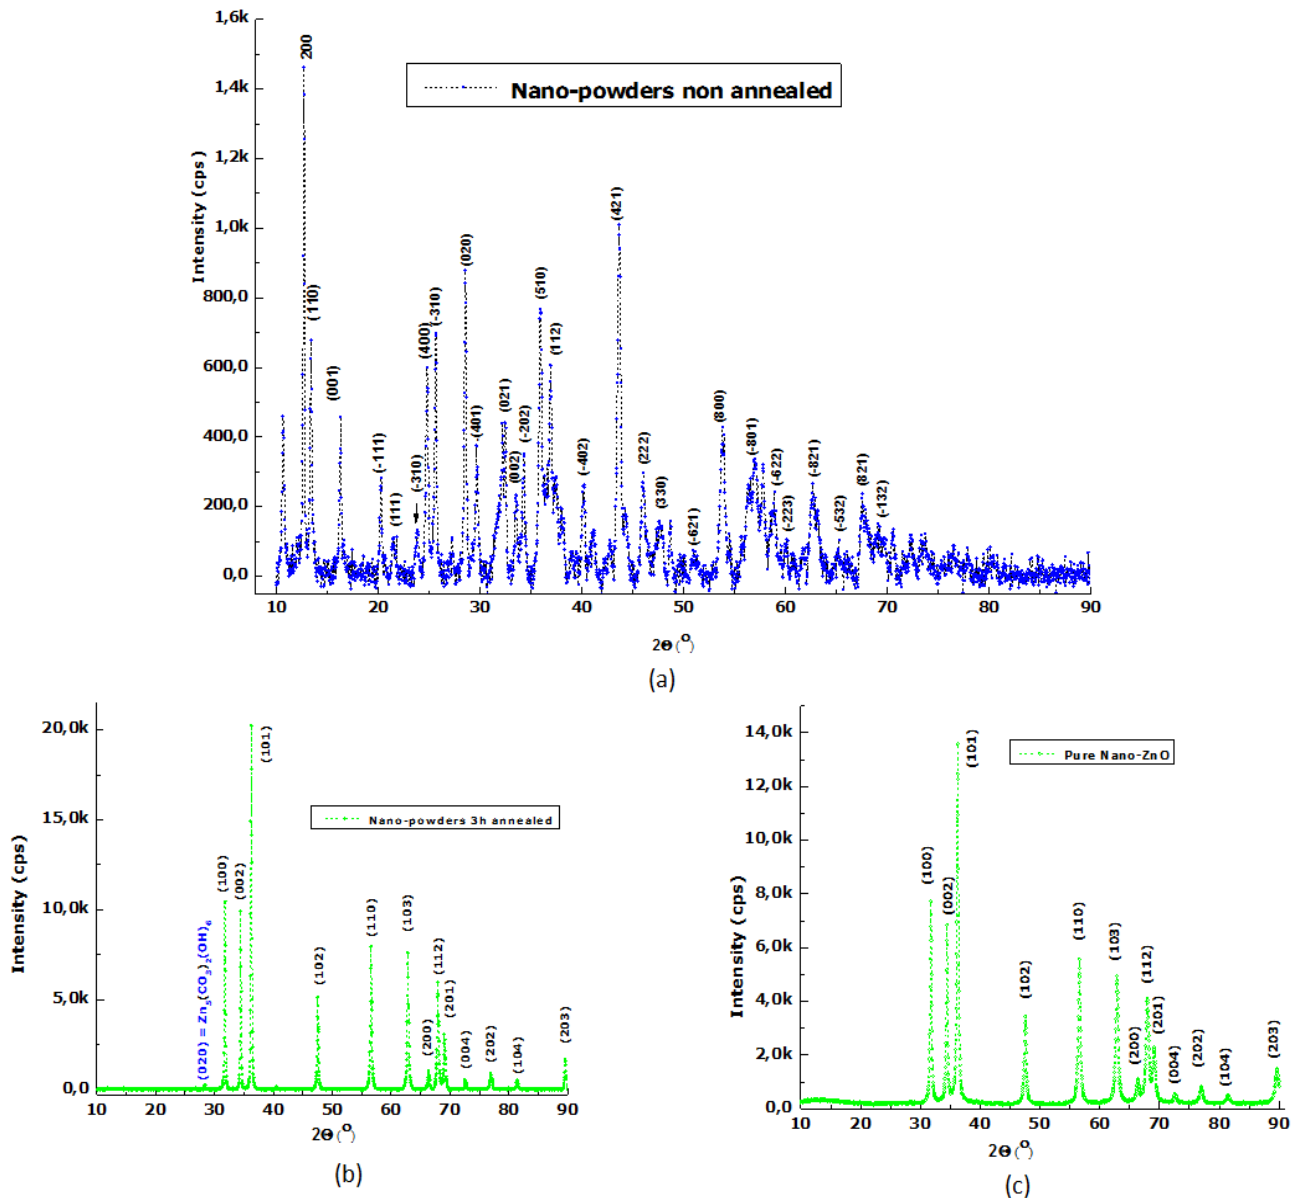 1,6k
1,4k
1,2k
1,0k
800,0
600,0
400,0
200,0
0,0
Intensity (cps)
Nano-powders non annealed
200
(110)
(001)
(-111)
(111)
(-310)
(400)
(-310)
(020)
(401)
(021)
(002)
(-202)
(510)
(112)
(-402)
(421)
(222)
(330)
(-621)
(800)
(-801)
(-622)
(-223)
(-821)
(-532)
(821)
(-132)
10 20 30 40 50 60 70 80 90
2Θ (°)
(a)
20,0k
15,0k
10,0k
5,0k
0,0
Intensity (cps)
Nano-powders 3h annealed
(020) = Zn5(CO3)2(OH)6
(100)
(002)
(101)
(102)
(110)
(103)
(200)
(112)
(201)
(004)
(202)
(104)
(203)
10 20 30 40 50 60 70 80 90
2Θ (°)
(b)
14,0k
12,0k
10,0k
8,0k
6,0k
4,0k
2,0k
0,0
Intensity (cps)
Pure Nano-ZnO
(100)
(002)
(101)
(102)
(110)
(103)
(200)
(112)
(201)
(004)
(202)
(104)
(203)
10 20 30 40 50 60 70 80 90
2Θ (°)
(c)